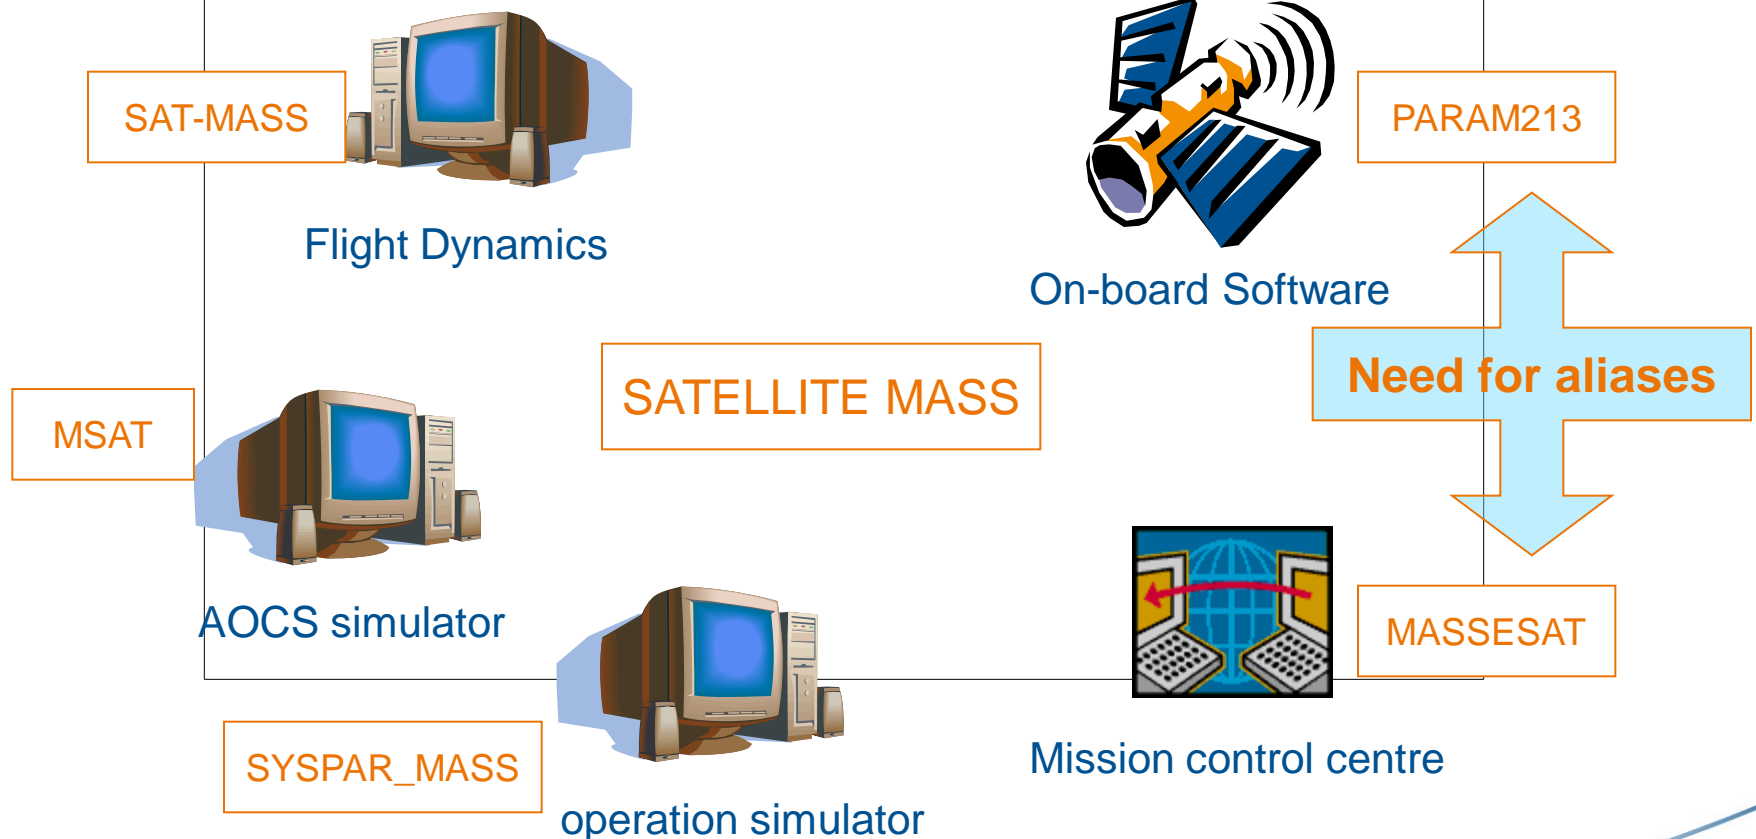 SAT-MASS
PARAM213
Flight Dynamics
On-board Software
SATELLITE MASS
Need for aliases
MSAT
AOCS simulator
MASSESAT
SYSPAR_MASS
Mission control centre
operation simulator